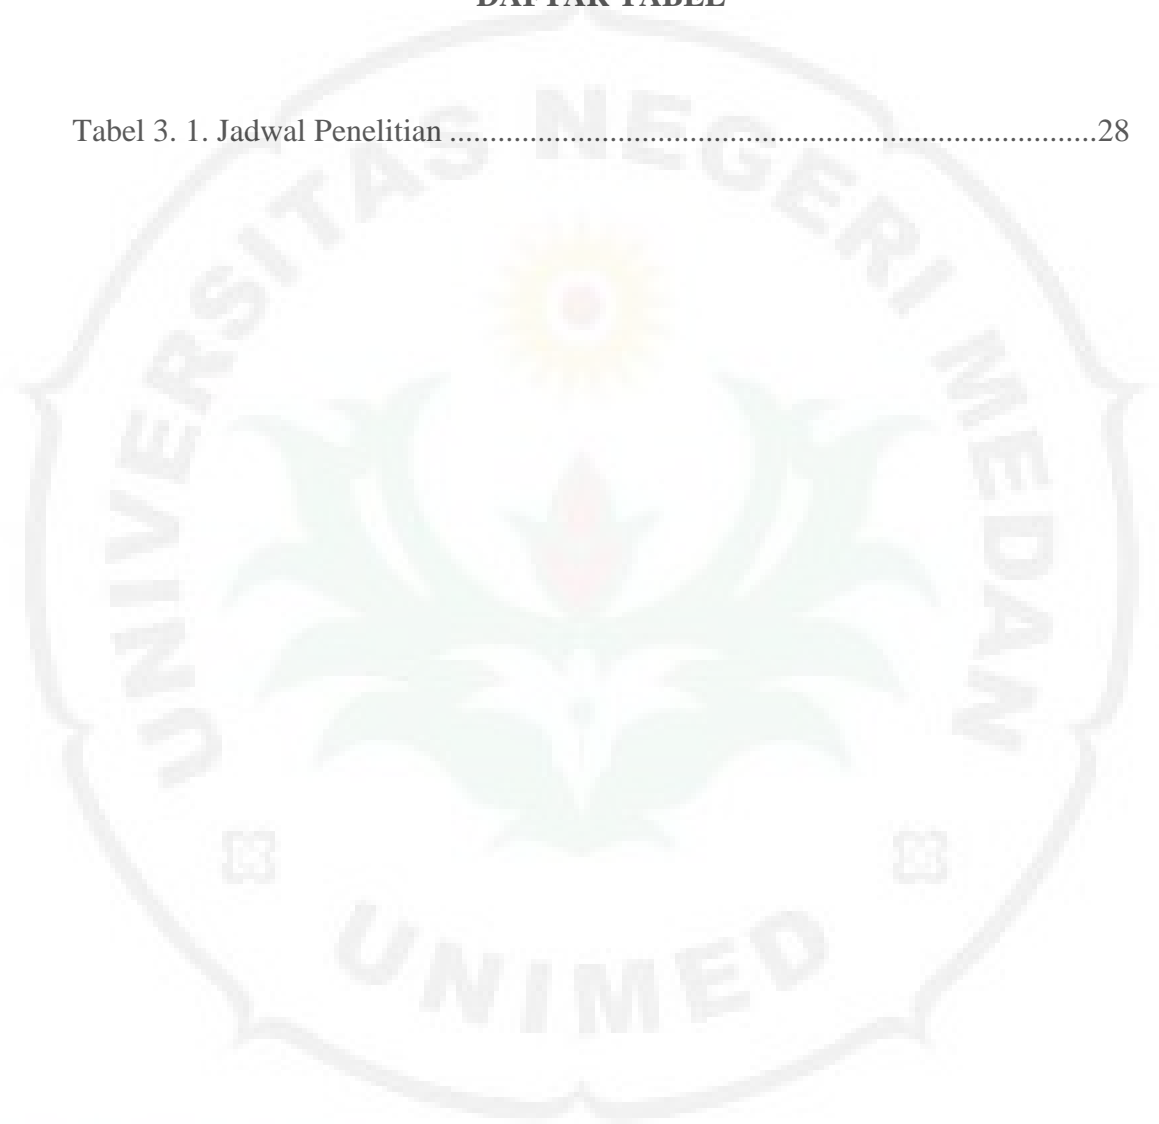 DAFTAR TABEL
Tabel 3. 1. Jadwal Penelitian ................................................................................28
UNIVERSITAS NEGERI MEDAN
UNIMED